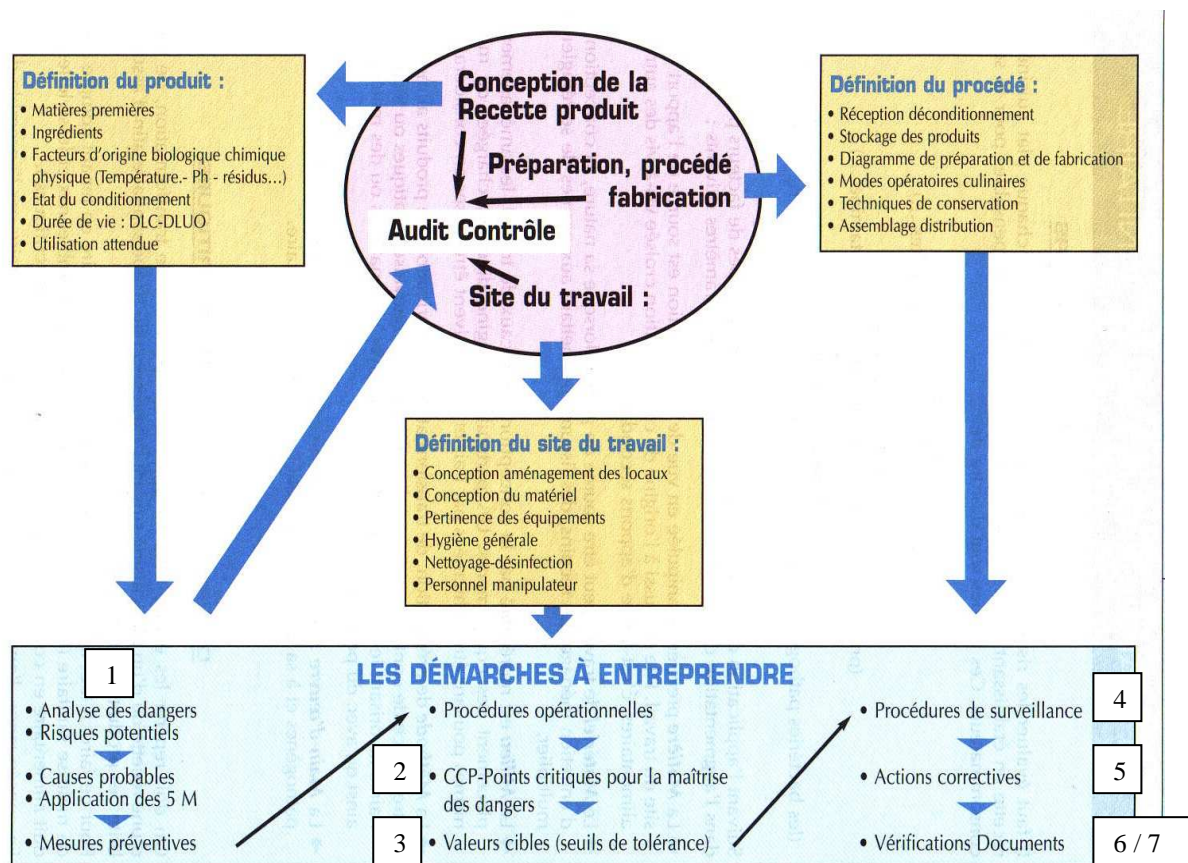 Définition du produit :
• Matières premières
• Ingrédients
• Facteurs d'origine biologique chimique
physique (Température.- Ph - résidus...)
• Etat du conditionnement
• Durée de vie : DLC-DLUO
• Utilisation attendue
Conception de la
Recette produit
Préparation, procédé
fabrication
Audit Contrôle
Site du travail :
Définition du procédé :
• Réception déconditionnement
• Stockage des produits
• Diagramme de préparation et de fabrication
• Modes opératoires culinaires
• Techniques de conservation
• Assemblage distribution
Définition du site du travail :
• Conception aménagement des locaux
• Conception du matériel
• Pertinence des équipements
• Hygiène générale
• Nettoyage-désinfection
• Personnel manipulateur
LES DÉMARCHES À ENTREPRENDRE
1
• Analyse des dangers
• Risques potentiels
• Causes probables
• Application des 5 M
• Mesures préventives
• Procédures opérationnelles
2
• CCP-Points critiques pour la maîtrise
des dangers
3
• Valeurs cibles (seuils de tolérance)
• Procédures de surveillance
4
• Actions correctives
5
• Vérifications Documents
6 / 7